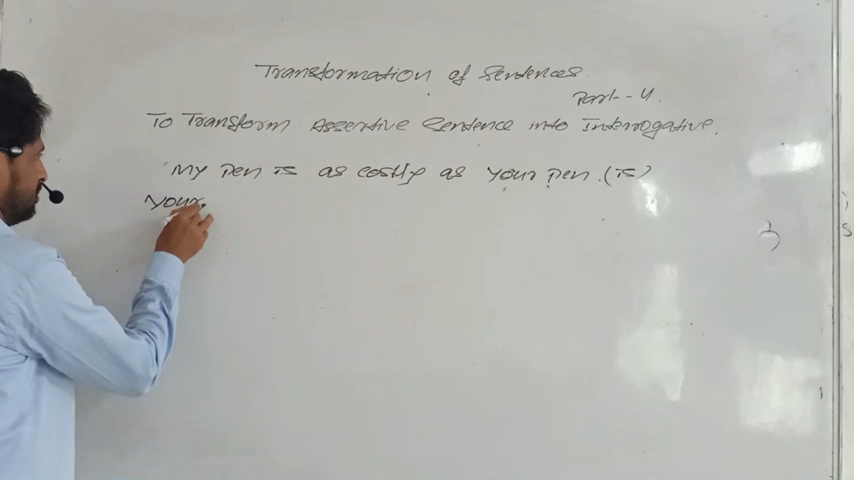 Transformation of Sentences
Part-- 4.
To Transform Assertive Sentence into Interrogative.
My pen is as costly as your pen. (is)
your